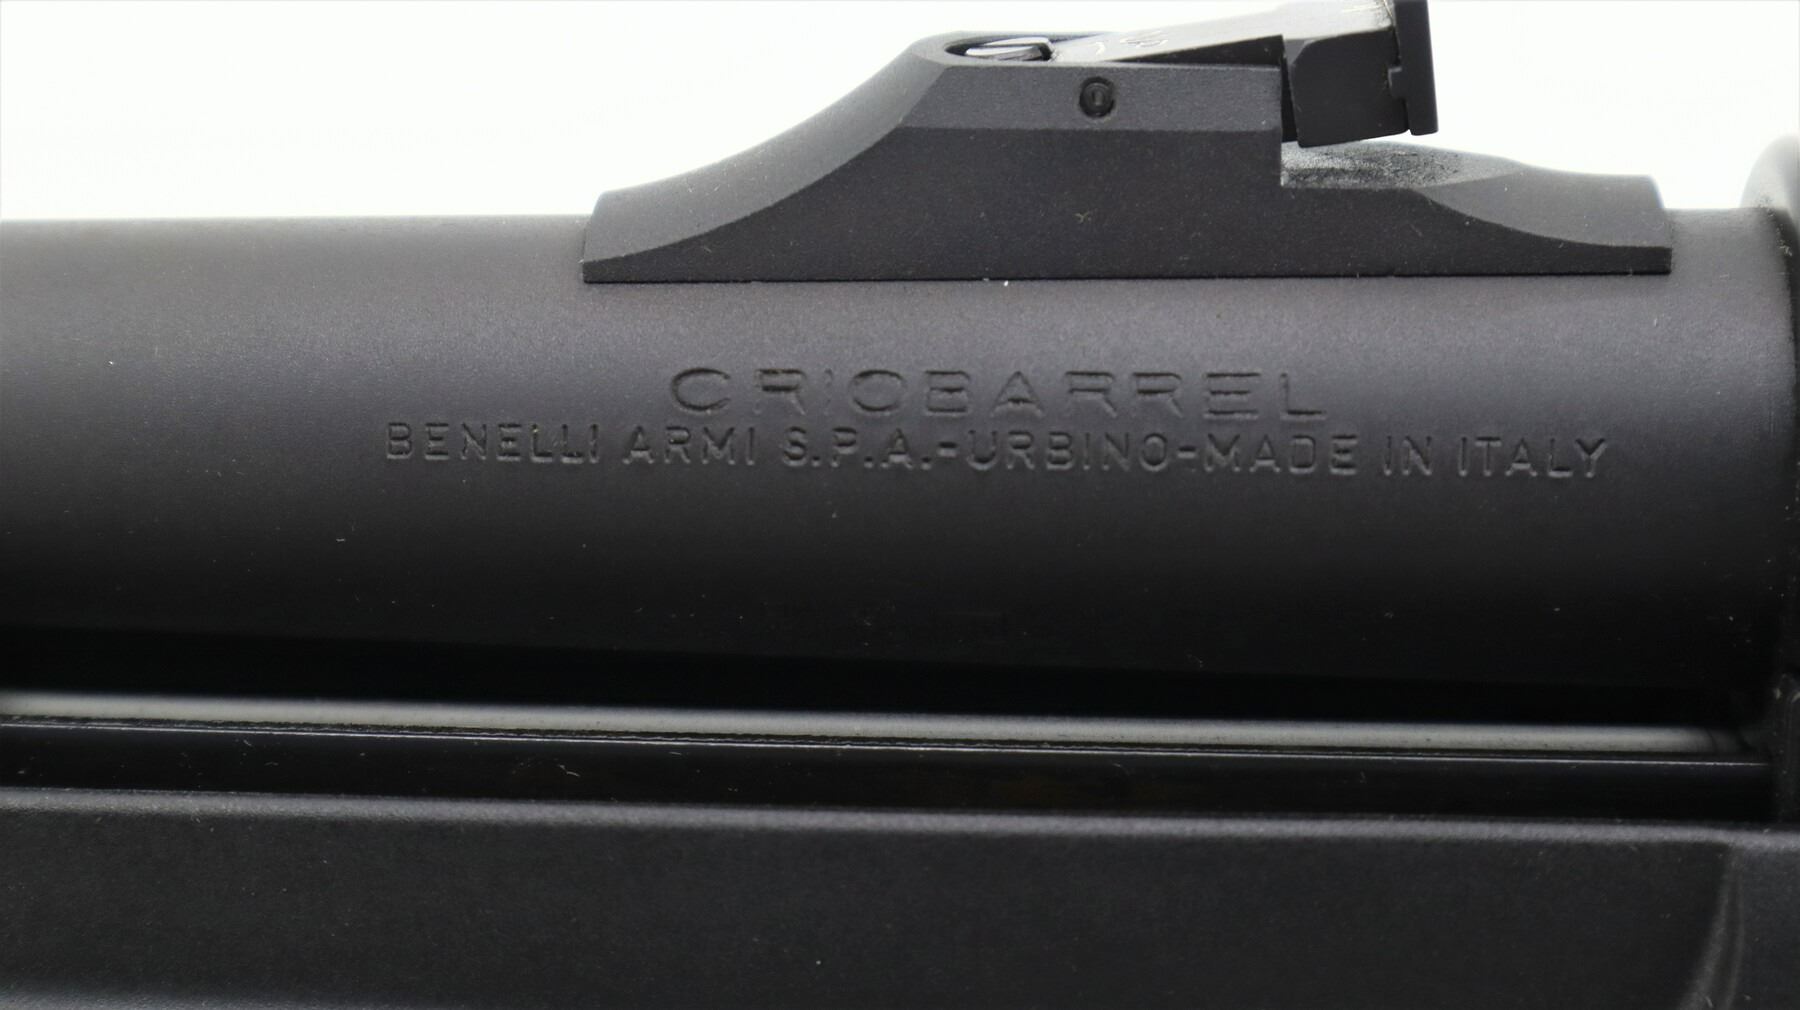 CRIOBARREL
BENELLI ARMI S.P.A.-URBINO-MADE IN ITALY